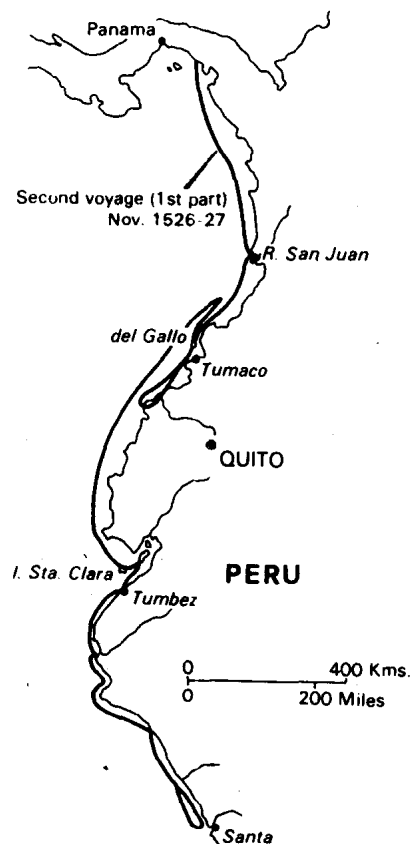 Panama
Second voyage (1st part)
Nov. 1526-27
R. San Juan
del Gallo
Tumaco
QUITO
I. Sta. Clara
PERU
Tumbez
0 400 Kms.
0 200 Miles
Santa